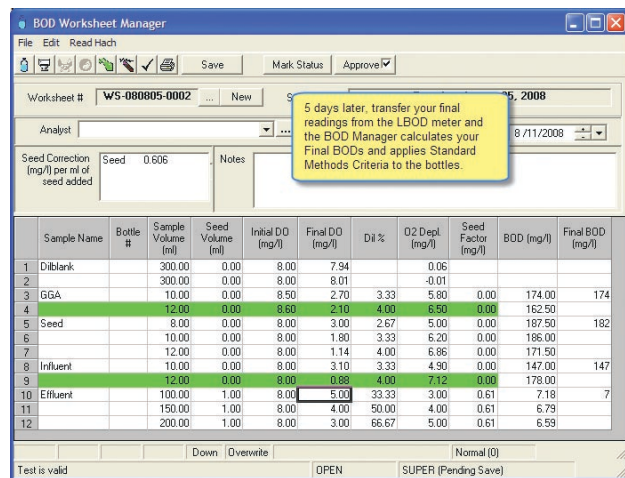 BOD Worksheet Manager
File Edit Read Hach
Save Mark Status Approve
Worksheet # WS-080805-0002 ... New S 05, 2008
Analyst ... 8 /11/2008
5 days later, transfer your final
readings from the LBOD meter and
the BOD Manager calculates your
Final BODs and applies Standard
Methods Criteria to the bottles.
Seed Correction
(mg/l) per ml of
seed added
Seed 0.606
Notes
Sample Name Bottle # Sample Volume (ml) Seed Volume (ml) Initial DO (mg/l) Final DO (mg/l) Dil % O2 Depl. (mg/l) Seed Factor (mg/l) BOD (mg/l) Final BOD (mg/l)
1 Dilblank 300.00 0.00 8.00 7.94 0.06
2 300.00 0.00 8.00 8.01 -0.01
3 GGA 10.00 0.00 8.50 2.70 3.33 5.80 0.00 174.00 174
4 12.00 0.00 8.60 2.10 4.00 6.50 0.00 162.50
5 Seed 8.00 0.00 8.00 3.00 2.67 5.00 0.00 187.50 182
6 10.00 0.00 8.00 1.80 3.33 6.20 0.00 186.00
7 12.00 0.00 8.00 1.14 4.00 6.86 0.00 171.50
8 Influent 10.00 0.00 8.00 3.10 3.33 4.90 0.00 147.00 147
9 12.00 0.00 8.00 0.88 4.00 7.12 0.00 178.00
10 Effluent 100.00 1.00 8.00 5.00 33.33 3.00 0.61 7.18 7
11 150.00 1.00 8.00 4.00 50.00 4.00 0.61 6.79
12 200.00 1.00 8.00 3.00 66.67 5.00 0.61 6.59
Down Overwrite Normal (0)
Test is valid OPEN SUPER (Pending Save)